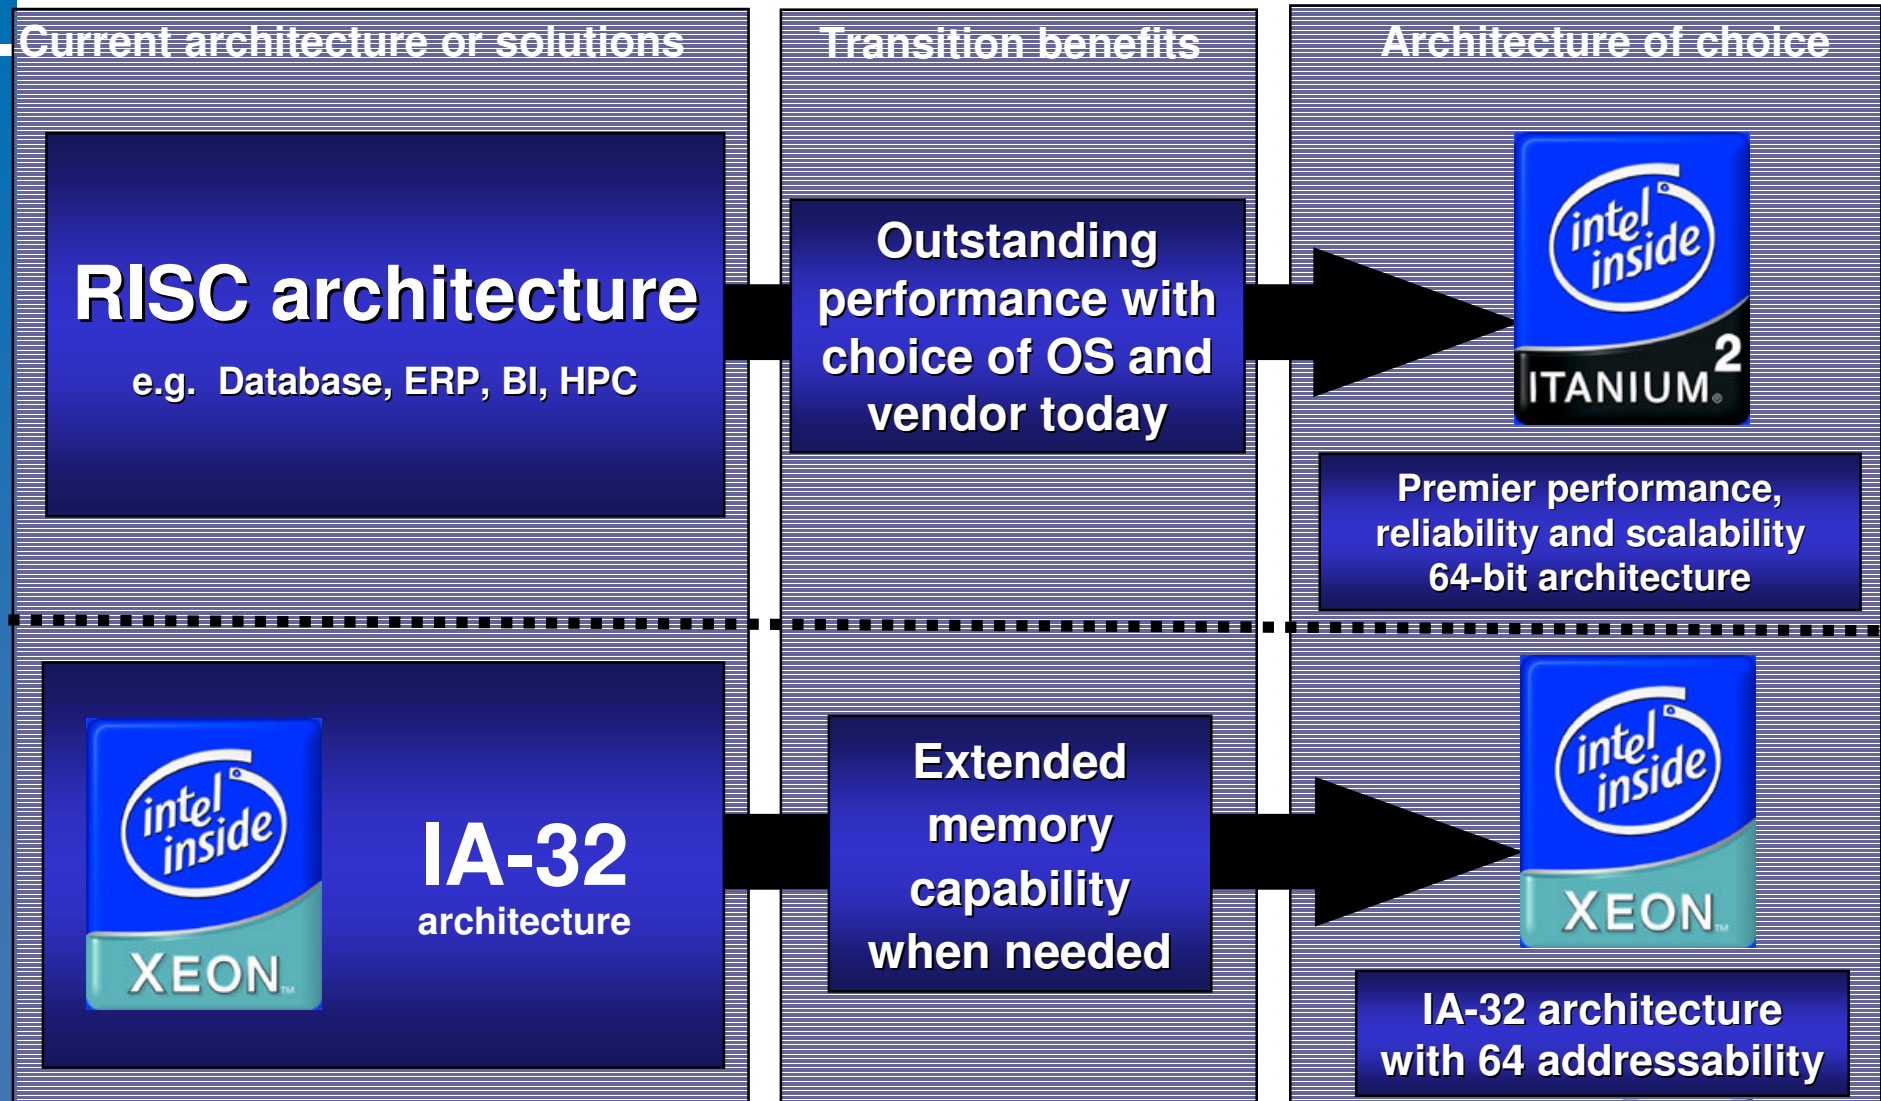 Current architecture or solutions
Transition benefits
Architecture of choice
RISC architecture
e.g. Database, ERP, BI, HPC
Outstanding
performance with
choice of OS and
vendor today
intel
inside
2
ITANIUM®
Premier performance,
reliability and scalability
64-bit architecture
intel
inside
XEON™
IA-32
architecture
Extended
memory
capability
when needed
intel
inside
XEON™
IA-32 architecture
with 64 addressability